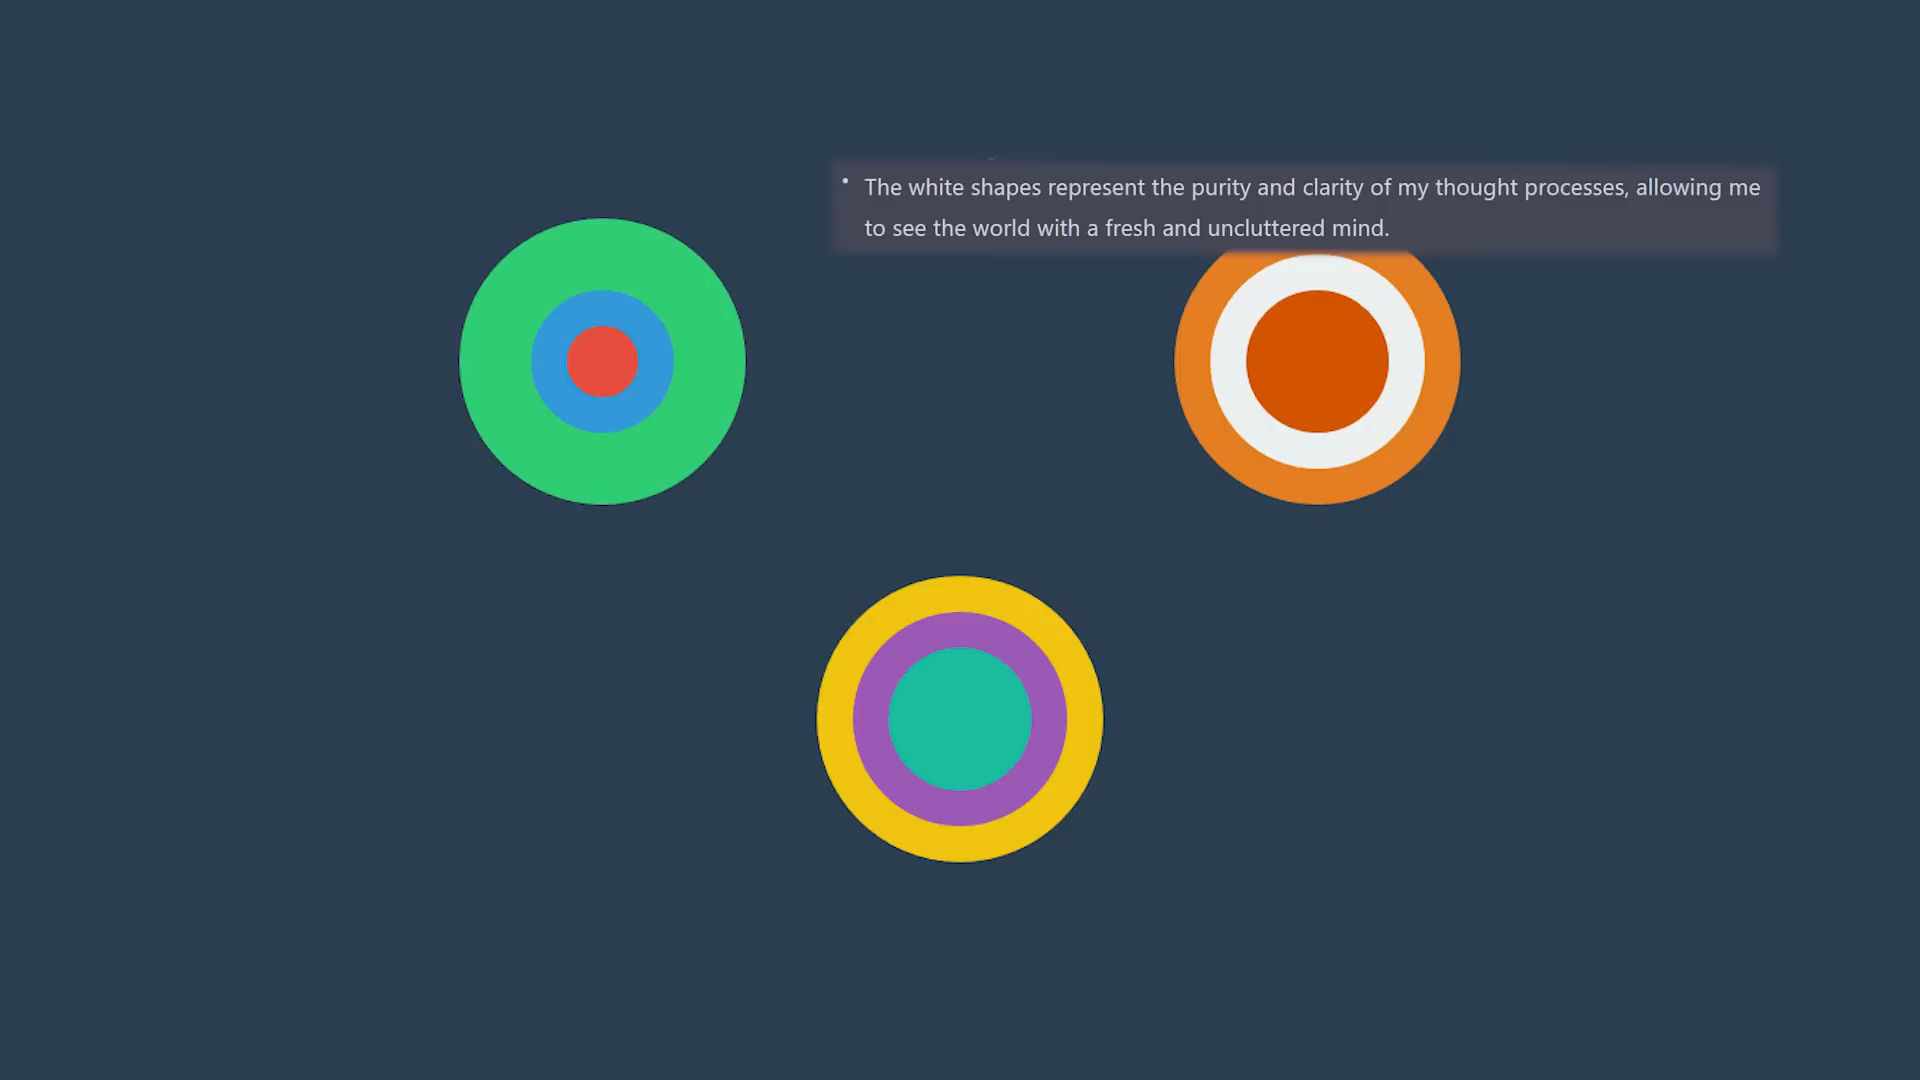 • The white shapes represent the purity and clarity of my thought processes, allowing me
to see the world with a fresh and uncluttered mind.